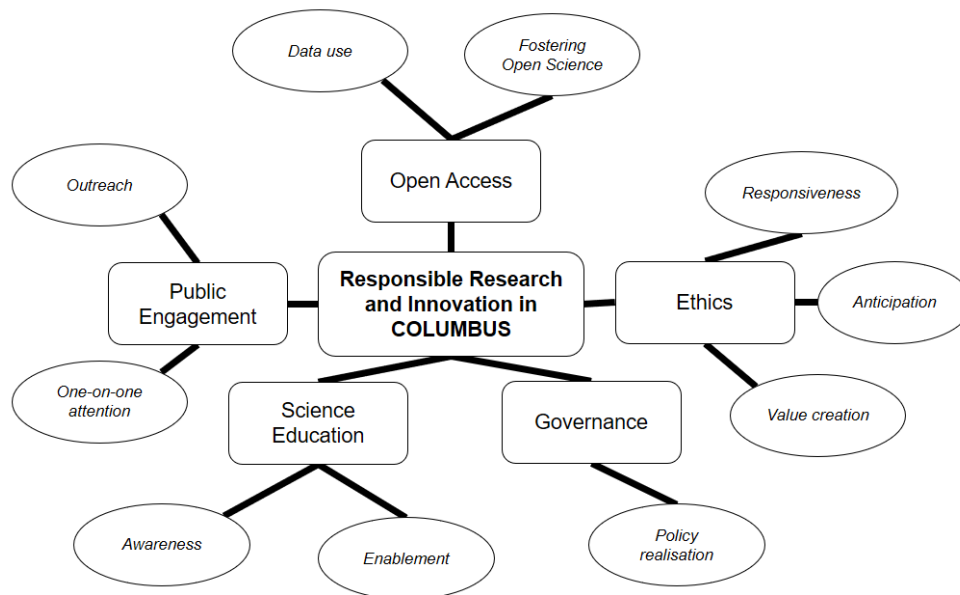 Data use
Fostering
Open Science
Open Access
Outreach
Responsiveness
Public
Engagement
Responsible Research
and Innovation in
COLUMBUS
Ethics
Anticipation
One-on-one
attention
Science
Education
Governance
Value creation
Awareness
Enablement
Policy
realisation